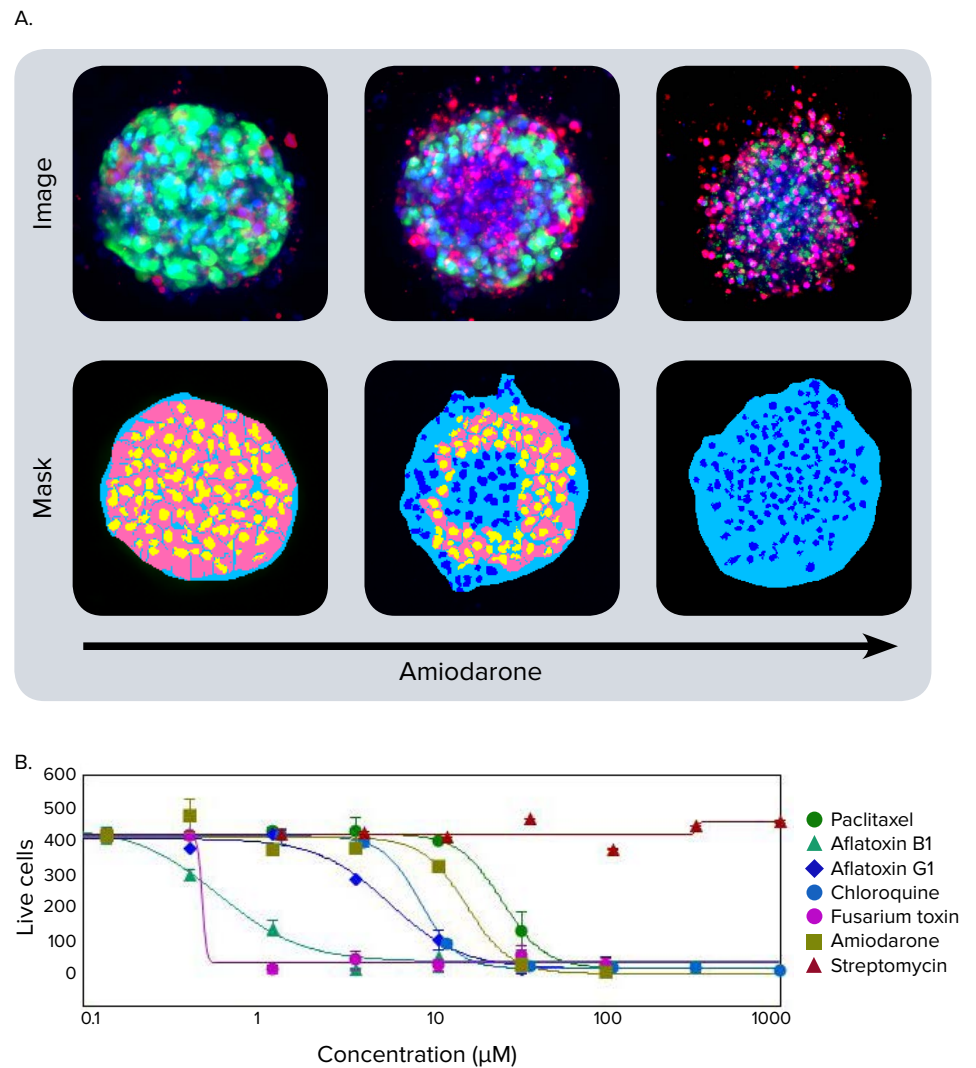 A.
Image
Mask
Amiodarone
B.
600
500
400
300
200
100
0
Live cells
0.1
1
10
100
1000
Concentration (µM)
Paclitaxel
Aflatoxin B1
Aflatoxin G1
Chloroquine
Fusarium toxin
Amiodarone
Streptomycin